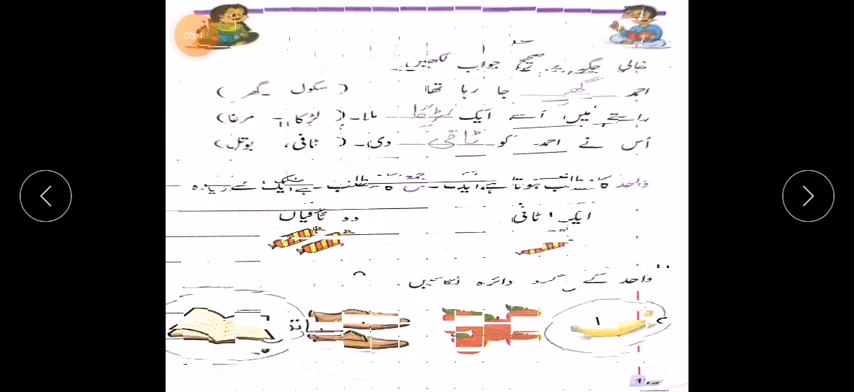 05:13
خالی جگہ پر صحیح جواب لکھیں
احمد گھر جا رہا تھا (سکول گھر)
راستے میں اُسے ایک لڑکا ملا۔ (لڑکا، مرغا)
اُس نے احمد کو ٹافی دی۔ (ٹافی، بوتل)
واحد کا مطلب ہوتا ہے ایک۔ جمع کا مطلب ہے ایک سے زیادہ
ایک ٹافی دو ٹافیاں
واحد کے گرد دائرہ لگائیں۔